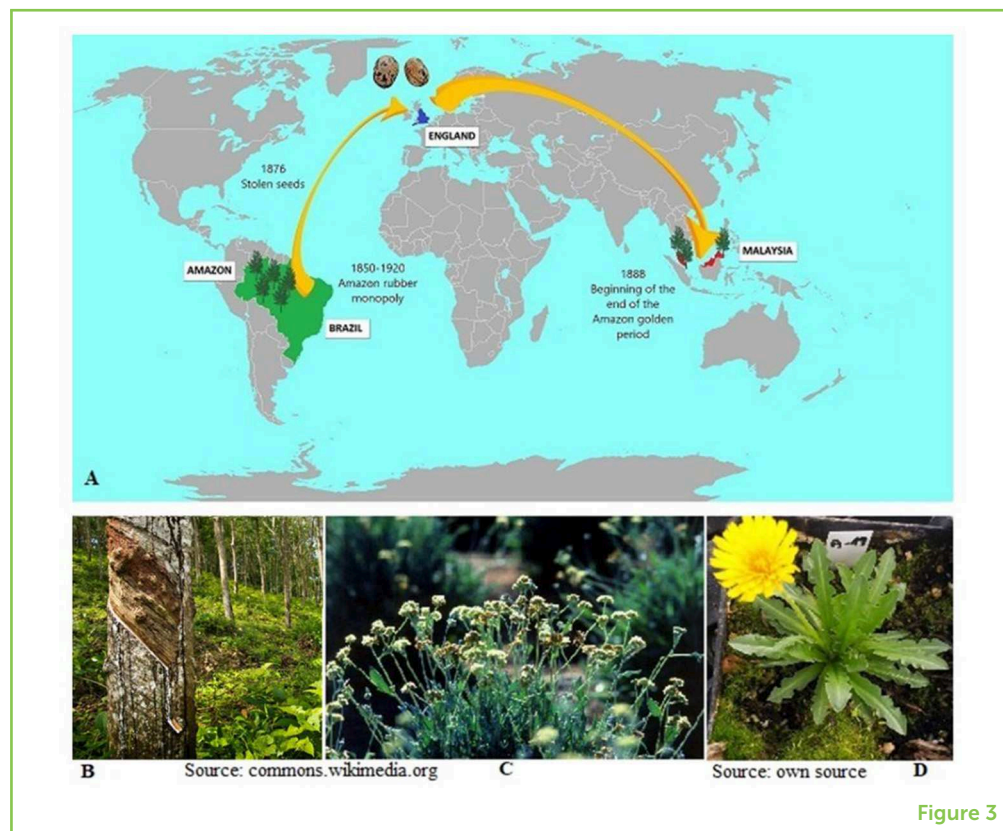 ENGLAND
1876
Stolen seeds
AMAZON
1850-1920
Amazon rubber
monopoly
BRAZIL
MALAYSIA
1888
Beginning of the
end of the
Amazon golden
period
A
B
Source: commons.wikimedia.org
C
Source: own source
D
Figure 3